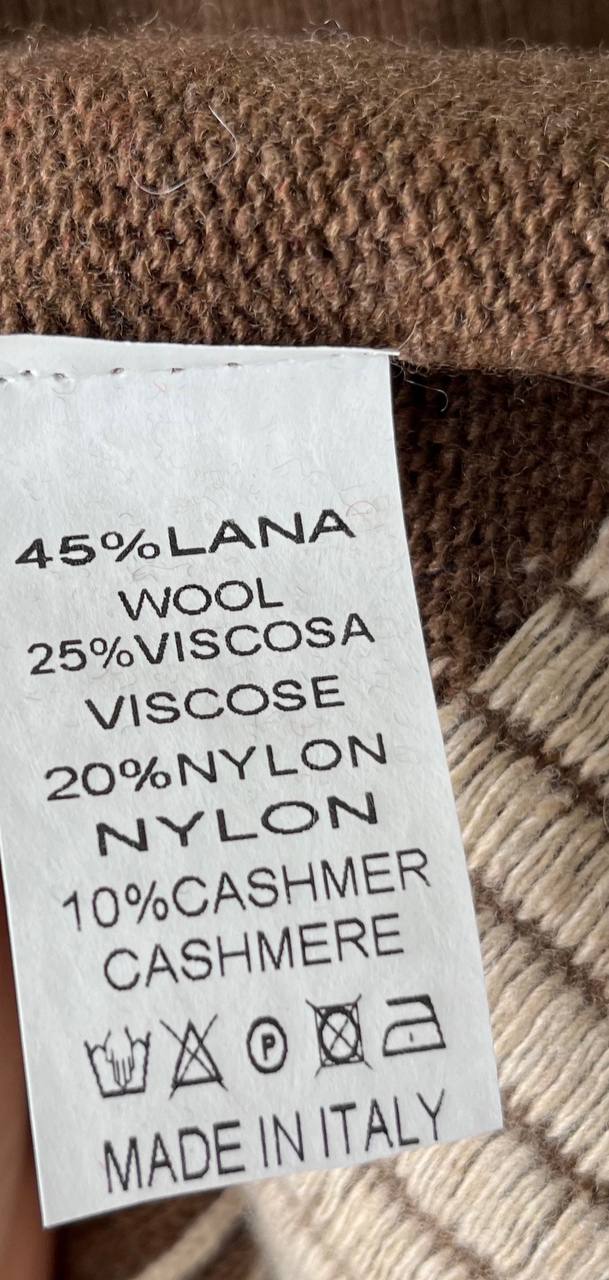 45%LANA
WOOL
25%VISCOSA
VISCOSE
20%NYLON
NYLON
10%CASHMER
CASHMERE
P
MADE IN ITALY